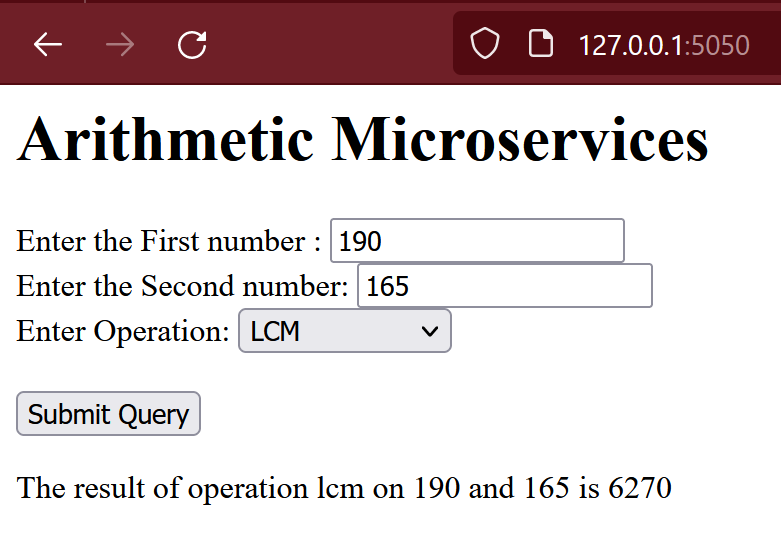 127.0.0.1:5050
Arithmetic Microservices
Enter the First number : 190
Enter the Second number: 165
Enter Operation: LCM
Submit Query
The result of operation lcm on 190 and 165 is 6270